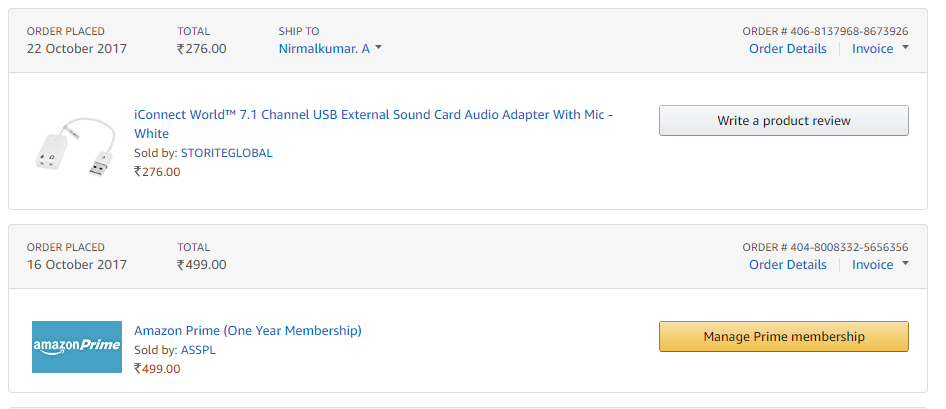 ORDER PLACED TOTAL SHIP TO ORDER # 406-8137968-8673926
22 October 2017 ₹276.00 Nirmalkumar. A Order Details Invoice
iConnect World™ 7.1 Channel USB External Sound Card Audio Adapter With Mic -
White
Sold by: STORITEGLOBAL
₹276.00
Write a product review
ORDER PLACED TOTAL ORDER # 404-8008332-5656356
16 October 2017 ₹499.00 Order Details Invoice
amazonPrime
Amazon Prime (One Year Membership)
Sold by: ASSPL
₹499.00
Manage Prime membership